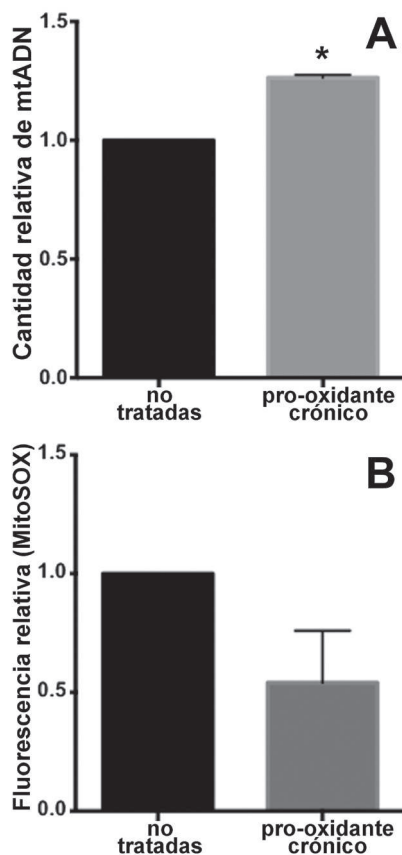 A
Cantidad relativa de mtADN
1.5
*
1.0
0.5
0.0
no
tratadas
pro-oxidante
crónico
B
Fluorescencia relativa (MitoSOX)
1.5
1.0
0.5
0.0
no
tratadas
pro-oxidante
crónico